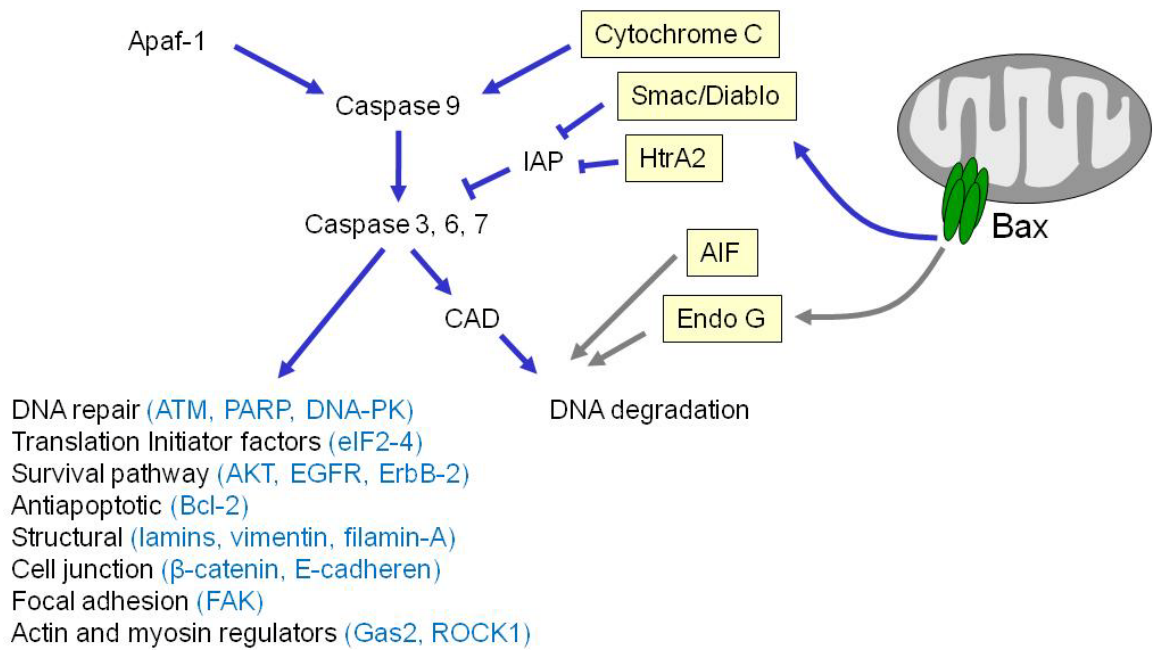 Apaf-1
Cytochrome C
Caspase 9
Smac/Diablo
IAP
HtrA2
Caspase 3, 6, 7
Bax
AIF
CAD
Endo G
DNA repair (ATM, PARP, DNA-PK)
DNA degradation
Translation Initiator factors (eIF2-4)
Survival pathway (AKT, EGFR, ErbB-2)
Antiapoptotic (Bcl-2)
Structural (lamins, vimentin, filamin-A)
Cell junction (β-catenin, E-cadheren)
Focal adhesion (FAK)
Actin and myosin regulators (Gas2, ROCK1)